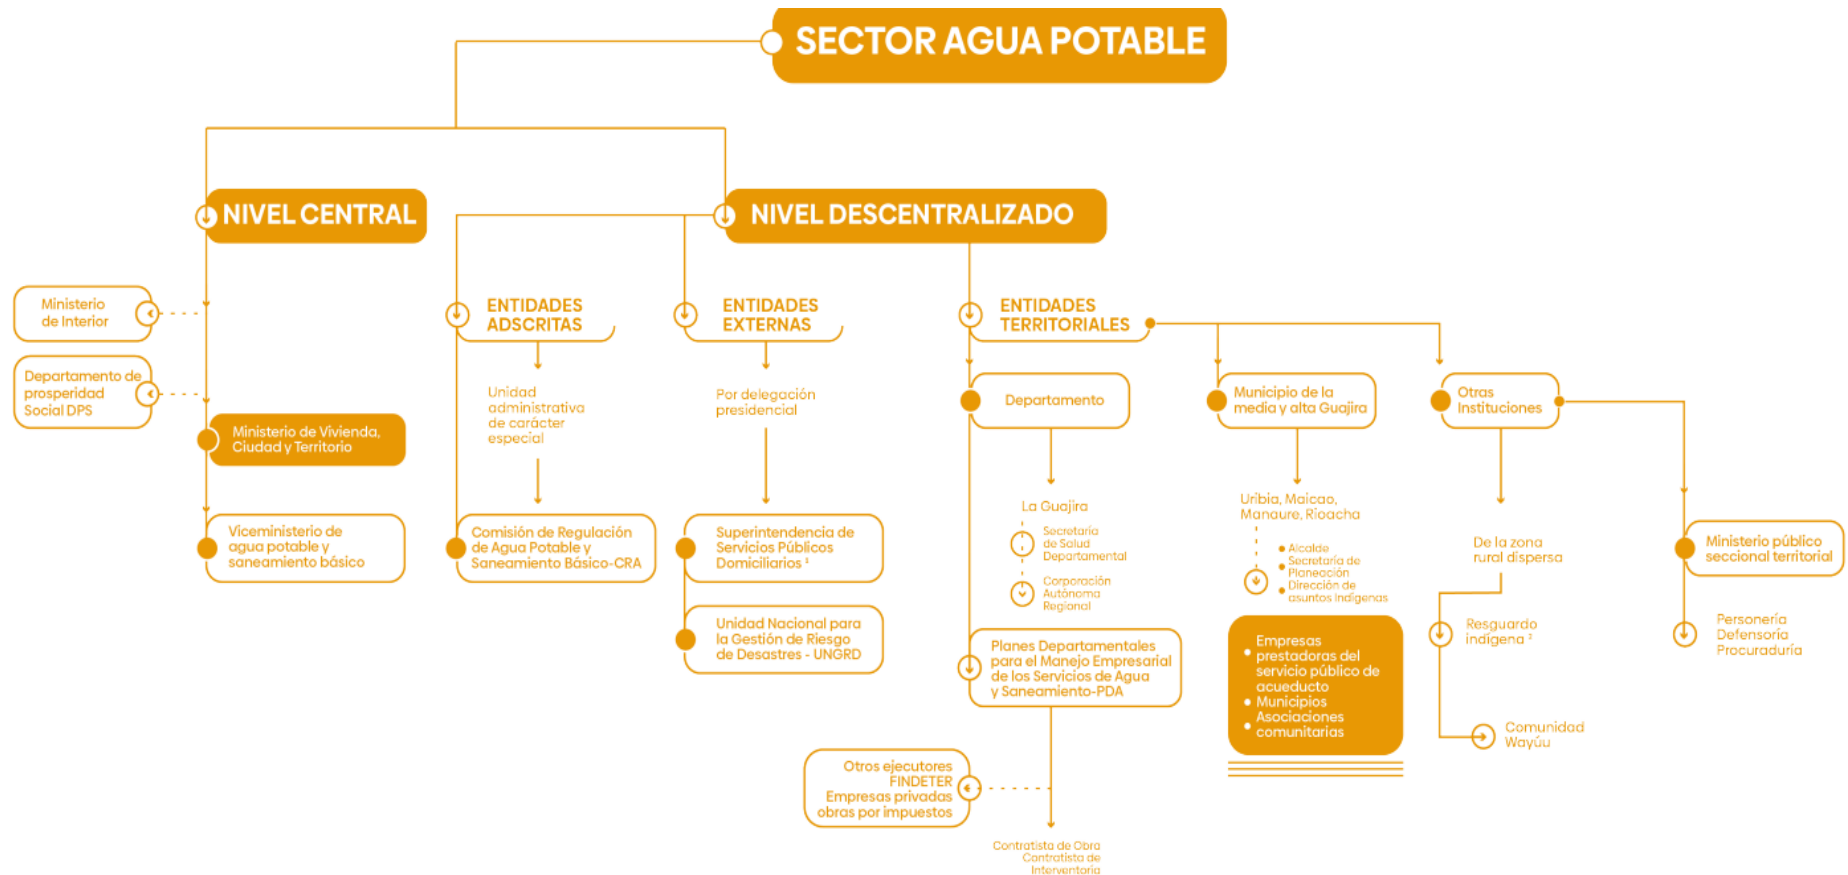 SECTOR AGUA POTABLE
NIVEL CENTRAL
NIVEL DESCENTRALIZADO
Ministerio
de Interior
Departamento de
prosperidad
Social DPS
Ministerio de Vivienda,
Ciudad y Territorio
Viceministerio de
agua potable y
saneamiento básico
ENTIDADES
ADSCRITAS
Unidad
administrativa
de carácter
especial
Comisión de Regulación
de Agua Potable y
Saneamiento Básico-CRA
ENTIDADES
EXTERNAS
Por delegación
presidencial
Superintendencia de
Servicios Públicos
Domiciliarios
Unidad Nacional para
la Gestión de Riesgo
de Desastres - UNGRD
ENTIDADES
TERRITORIALES
Departamento
La Guajira
Secretaría
de Salud
Departamental
Corporación
Autónoma
Regional
Planes Departamentales
para el Manejo Empresarial
de los Servicios de Agua
y Saneamiento-PDA
Otros ejecutores
FINDETER
Empresas privadas
obras por impuestos
Contratista de Obra
Contratista de
Interventoria
Municipio de la
media y alta Guajira
Uribia, Maicao,
Manaure, Rioacha
• Alcalde
Secretaría de
• Planeación
• Dirección de
asuntos Indígenas
Empresas
• prestadoras del
servicio público de
acueducto
• Municipios
Asociaciones
• comunitarias
Otras
Instituciones
De la zona
rural dispersa
Resguardo
indígena ²
Comunidad
Wayúu
Ministerio público
seccional territorial
Personería
Defensoría
Procuraduría